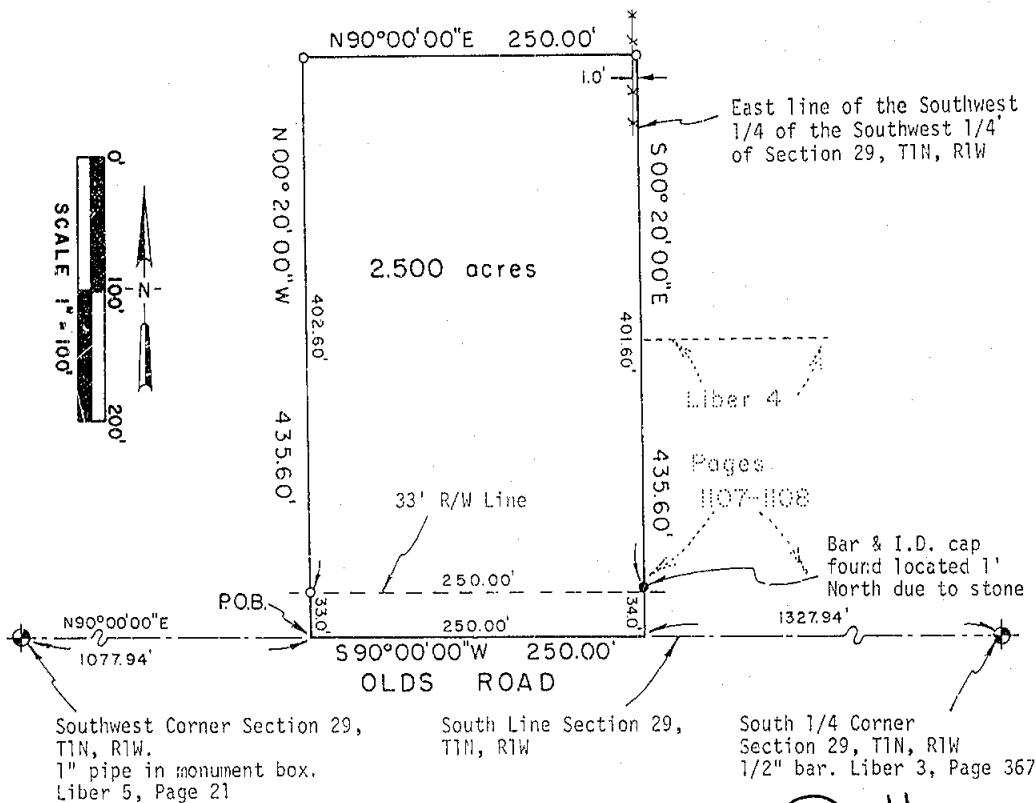 N90°00'00"E 250.00'
1.0'
East line of the Southwest
1/4 of the Southwest 1/4'
of Section 29, T1N, R1W
0'
100'
200'
SCALE 1" = 100'
-N-
N 00° 20' 00" W
402.60'
435.60'
2.500 acres
S 00° 20' 00" E
401.60'
435.60'
Liber 4
Pages
1107-1108
33' R/W Line
250.00'
Bar & I.D. cap
found located 1'
North due to stone
P.O.B.
33.0'
34.0'
N90°00'00"E
1077.94'
250.00'
1327.94'
S 90°00'00"W 250.00'
OLDS ROAD
Southwest Corner Section 29,
T1N, R1W.
1" pipe in monument box.
Liber 5, Page 21
South Line Section 29,
T1N, R1W
South 1/4 Corner
Section 29, T1N, R1W
1/2" bar. Liber 3, Page 367